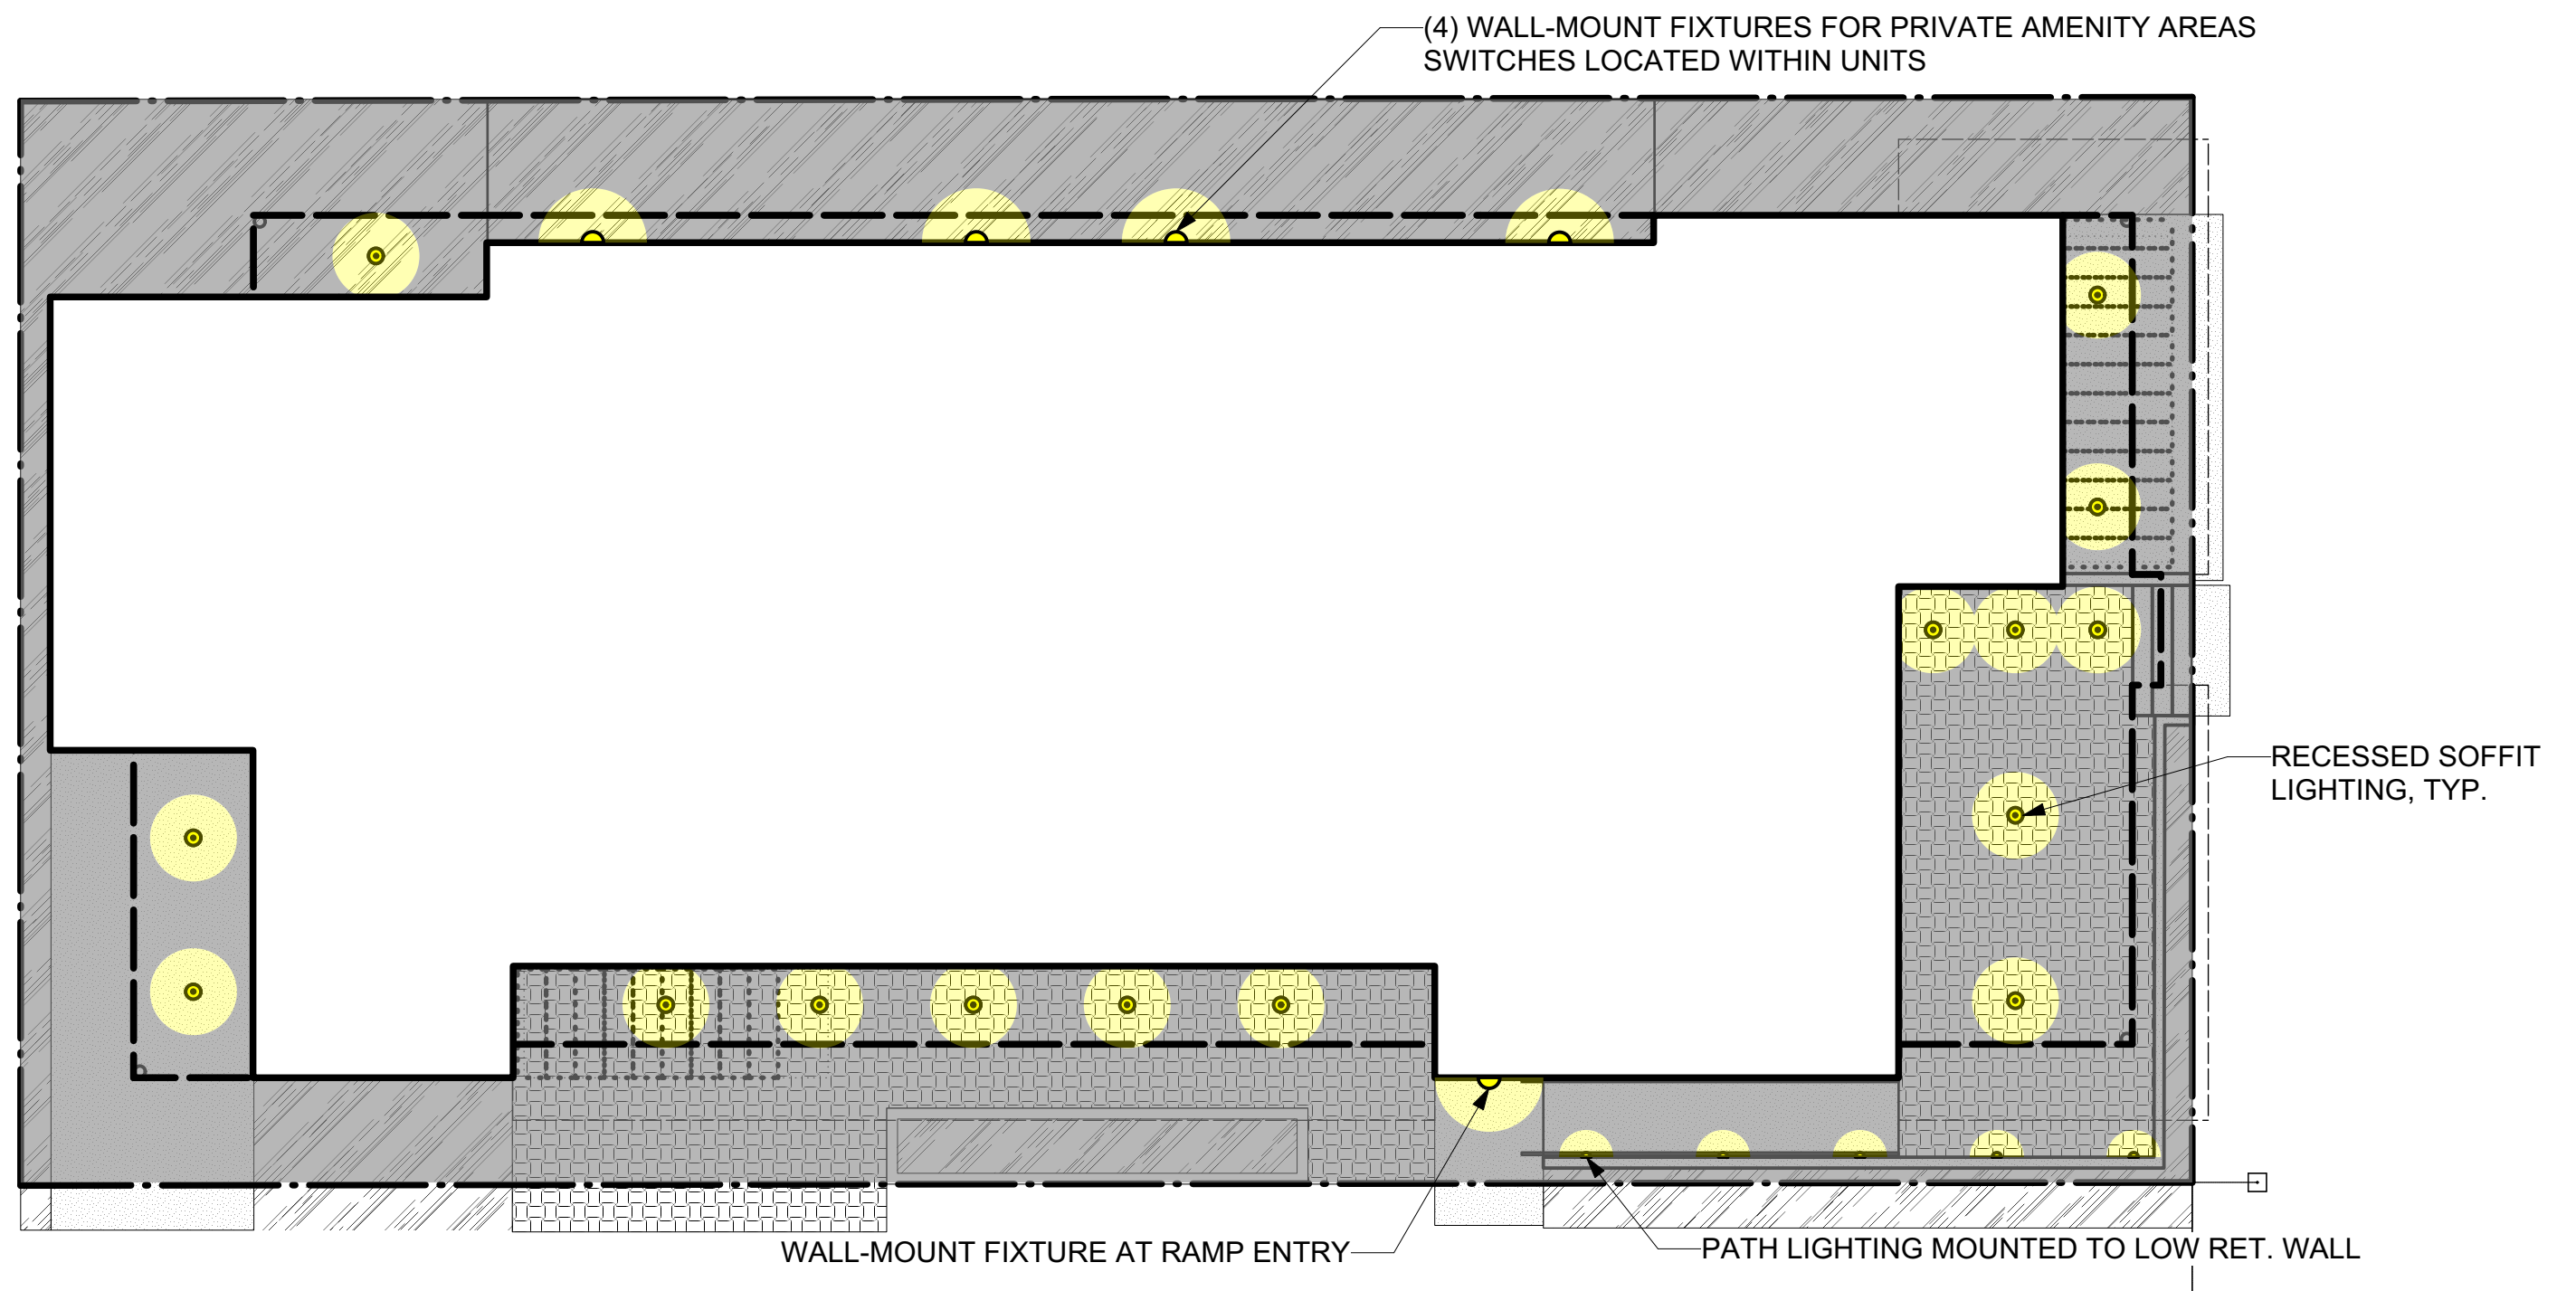 (4) WALL-MOUNT FIXTURES FOR PRIVATE AMENITY AREAS
SWITCHES LOCATED WITHIN UNITS
RECESSED SOFFIT
LIGHTING, TYP.
WALL-MOUNT FIXTURE AT RAMP ENTRY
PATH LIGHTING MOUNTED TO LOW RET. WALL